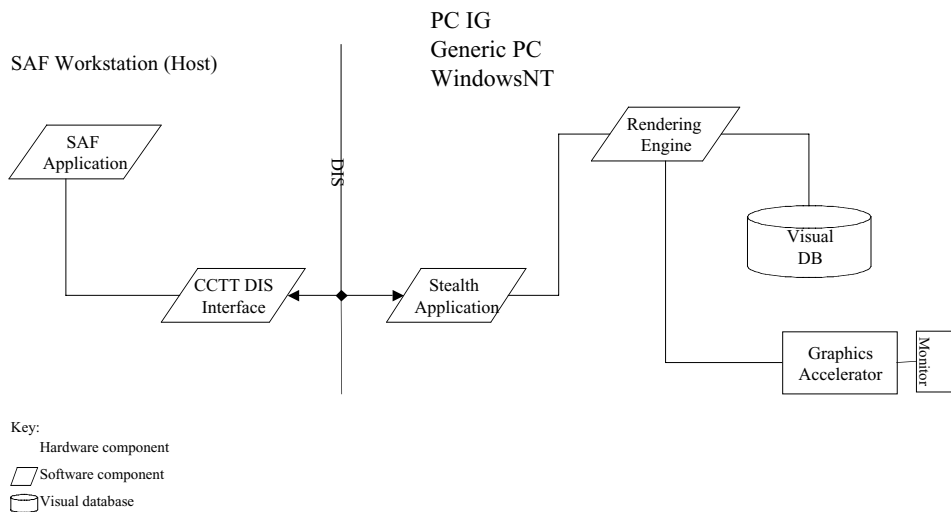 PC IG
Generic PC
WindowsNT
SAF Workstation (Host)
SAF
Application
DIS
Rendering
Engine
Visual
DB
CCTT DIS
Interface
Stealth
Application
Graphics
Accelerator
Monitor
Key:
Hardware component
Software component
Visual database